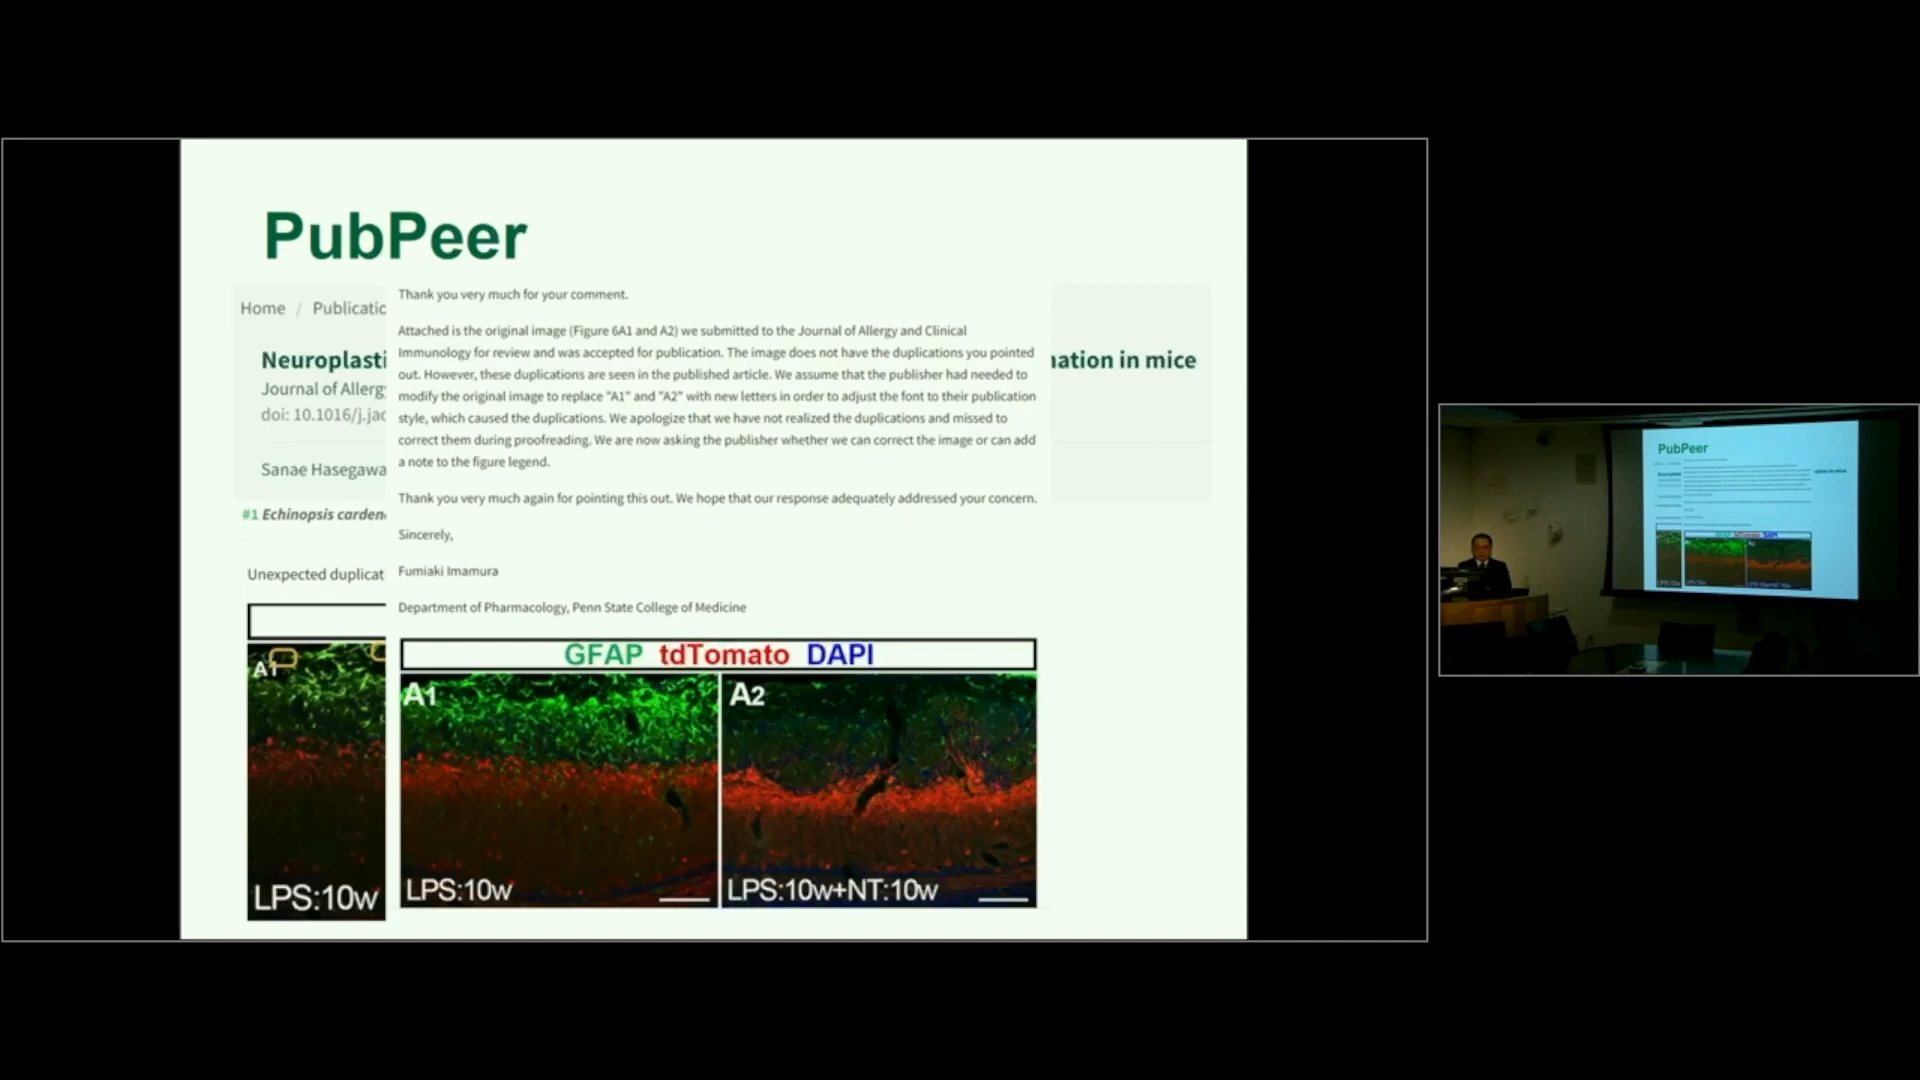 PubPeer
Home / Publicatio
Neuroplasti
nation in mice
Journal of Allerg
doi: 10.1016/j.jac
Sanae Hasegawa
#1 Echinopsis carden
Unexpected duplicat
Thank you very much for your comment.
Attached is the original image (Figure 6A1 and A2) we submitted to the Journal of Allergy and Clinical
Immunology for review and was accepted for publication. The image does not have the duplications you pointed
out. However, these duplications are seen in the published article. We assume that the publisher had needed to
modify the original image to replace "A1" and "A2" with new letters in order to adjust the font to their publication
style, which caused the duplications. We apologize that we have not realized the duplications and missed to
correct them during proofreading. We are now asking the publisher whether we can correct the image or can add
a note to the figure legend.
Thank you very much again for pointing this out. We hope that our response adequately addressed your concern.
Sincerely,
Fumiaki Imamura
Department of Pharmacology, Penn State College of Medicine
GFAP tdTomato DAPI
A1
A1
A2
LPS:10w
LPS:10w
LPS:10w+NT:10w
PubPeer
GFAP tdTomato DAPI